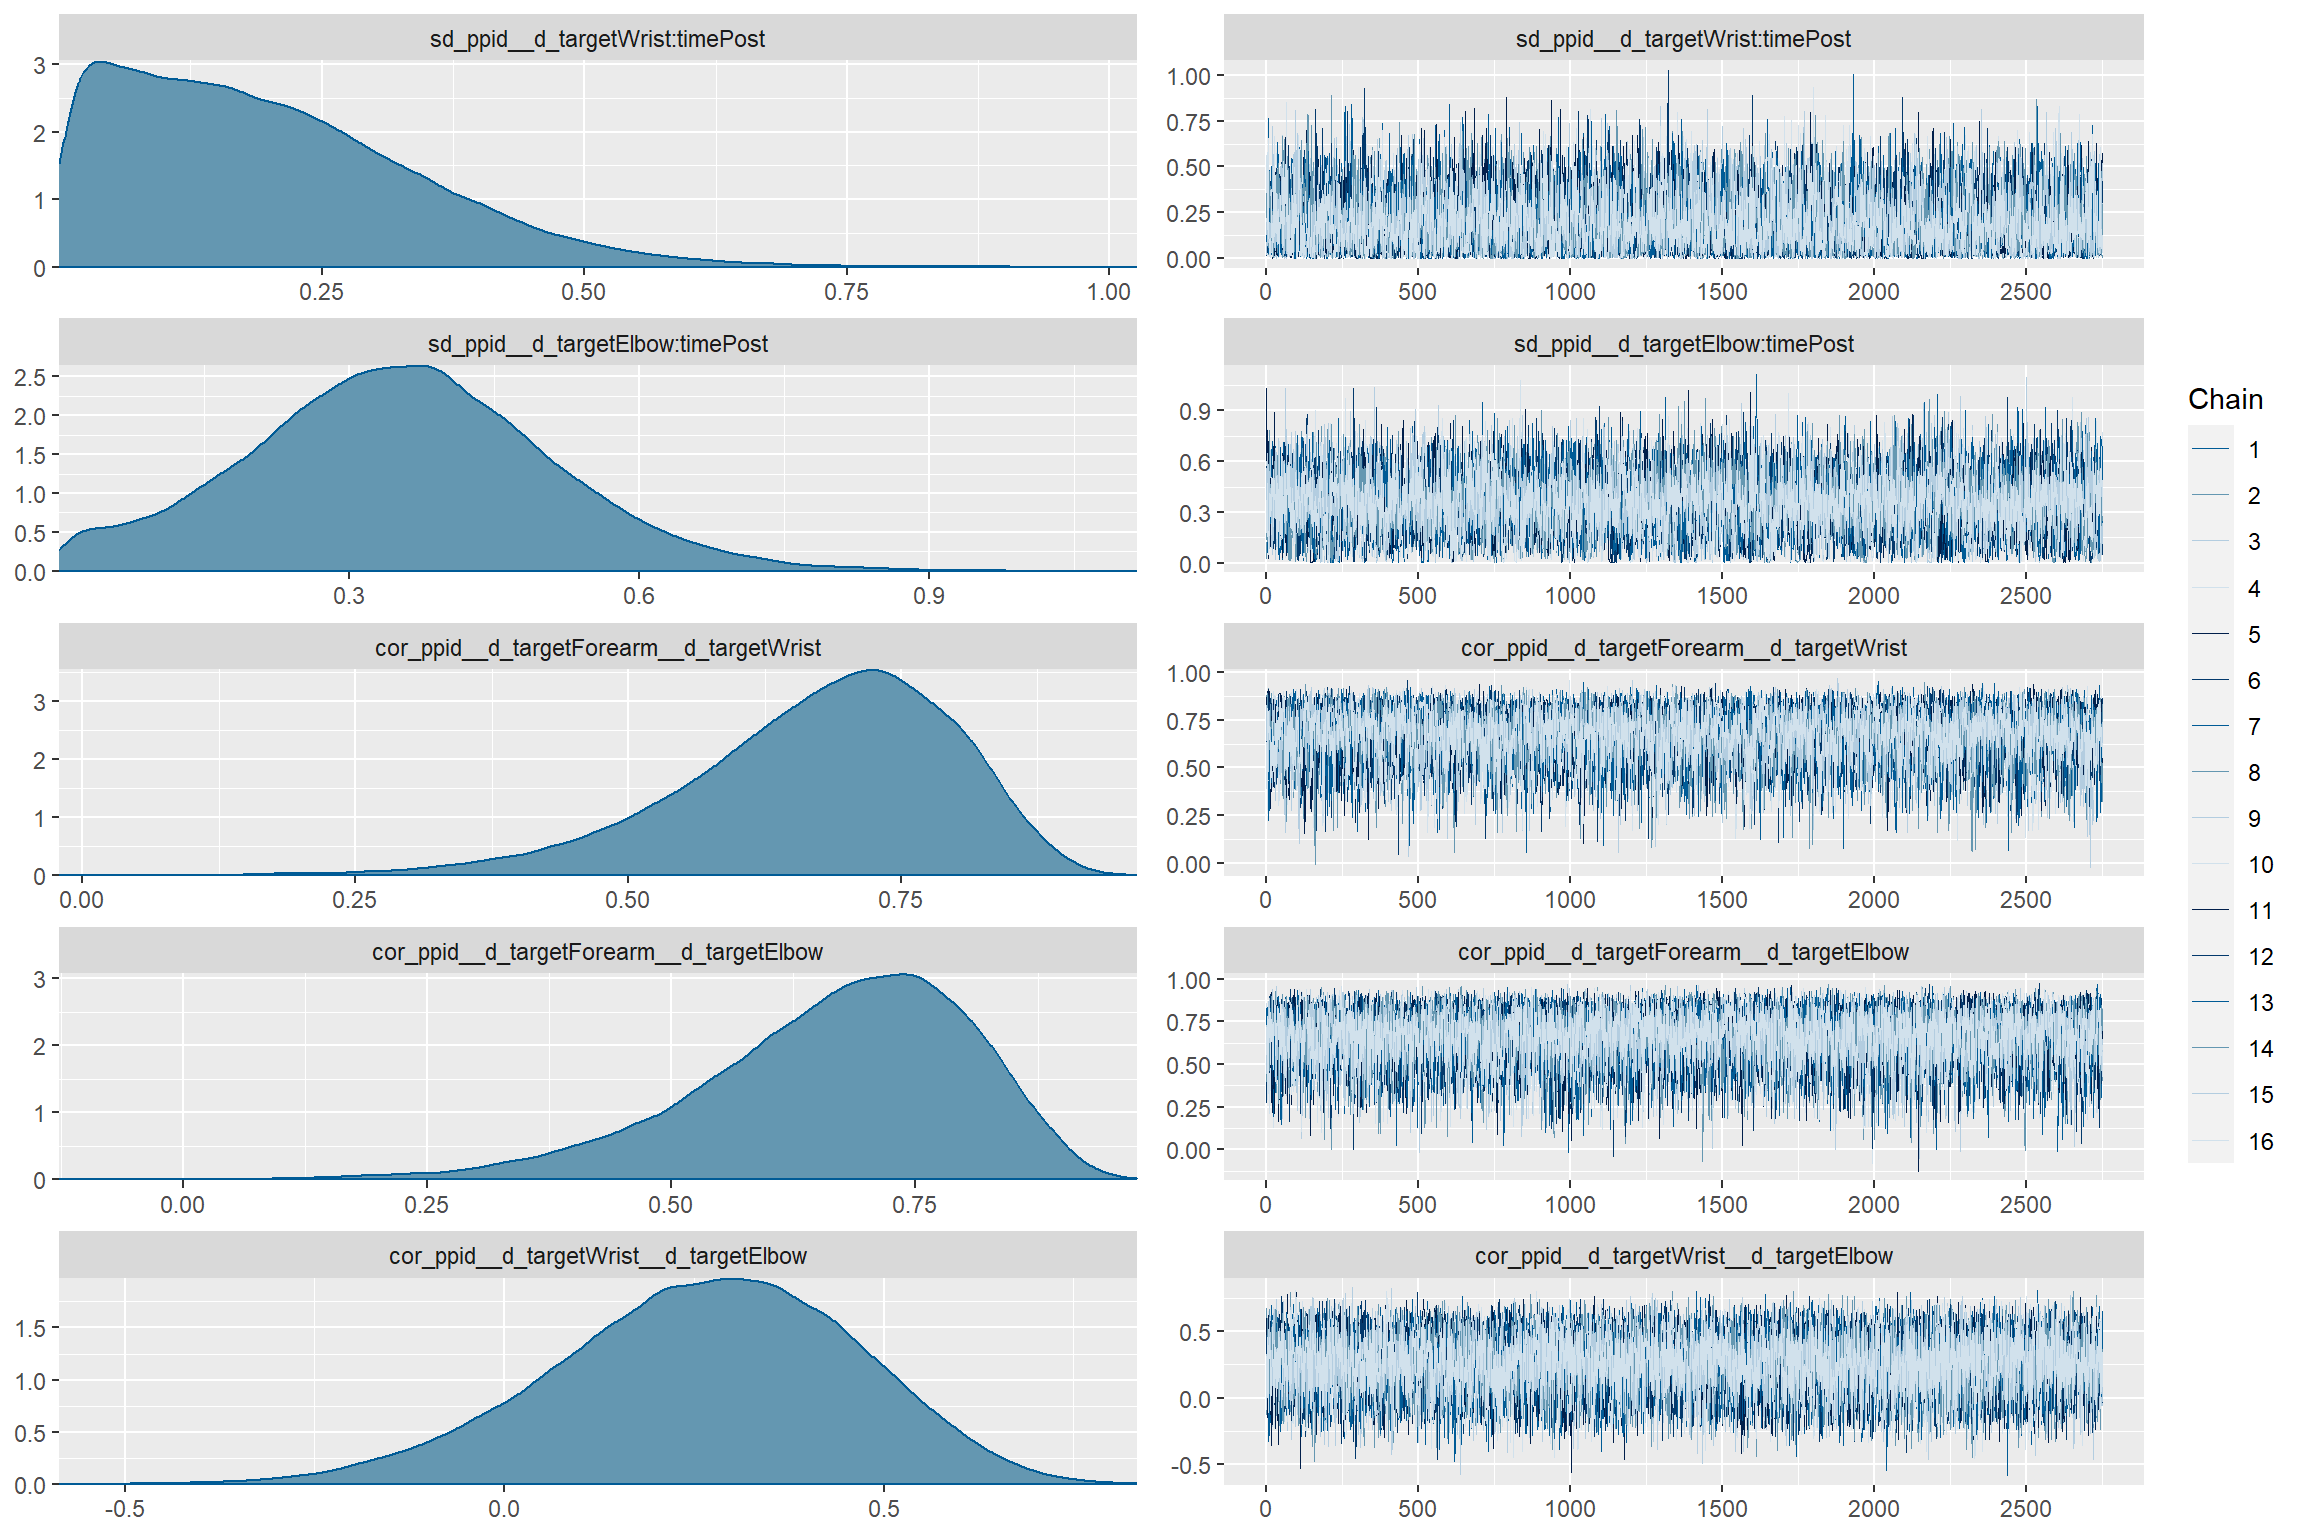 sd_ppid__d_targetWrist:timePost
3
2
1
0
0.25 0.50 0.75 1.00
sd_ppid__d_targetWrist:timePost
1.00
0.75
0.50
0.25
0.00
0 500 1000 1500 2000 2500
sd_ppid__d_targetElbow:timePost
2.5
2.0
1.5
1.0
0.5
0.0
0.3 0.6 0.9
sd_ppid__d_targetElbow:timePost
0.9
0.6
0.3
0.0
0 500 1000 1500 2000 2500
cor_ppid__d_targetForearm__d_targetWrist
3
2
1
0
0.00 0.25 0.50 0.75
cor_ppid__d_targetForearm__d_targetWrist
1.00
0.75
0.50
0.25
0.00
0 500 1000 1500 2000 2500
cor_ppid__d_targetForearm__d_targetElbow
3
2
1
0
0.00 0.25 0.50 0.75
cor_ppid__d_targetForearm__d_targetElbow
1.00
0.75
0.50
0.25
0.00
0 500 1000 1500 2000 2500
cor_ppid__d_targetWrist__d_targetElbow
1.5
1.0
0.5
0.0
-0.5 0.0 0.5
cor_ppid__d_targetWrist__d_targetElbow
0.5
0.0
-0.5
0 500 1000 1500 2000 2500
Chain
1
2
3
4
5
6
7
8
9
10
11
12
13
14
15
16